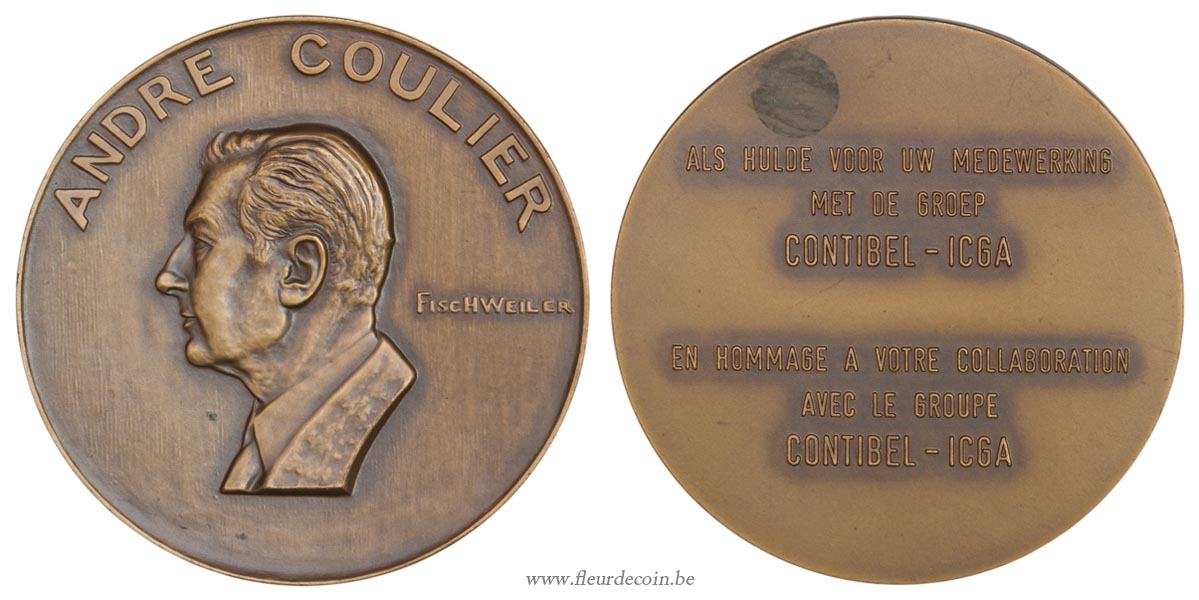 ANDRE COULIER
FISCHWEILER
ALS HULDE VOOR UW MEDEWERKING
MET DE GROEP
CONTIBEL - ICGA
EN HOMMAGE A VOTRE COLLABORATION
AVEC LE GROUPE
CONTIBEL - ICGA
www.fleurdecoin.be